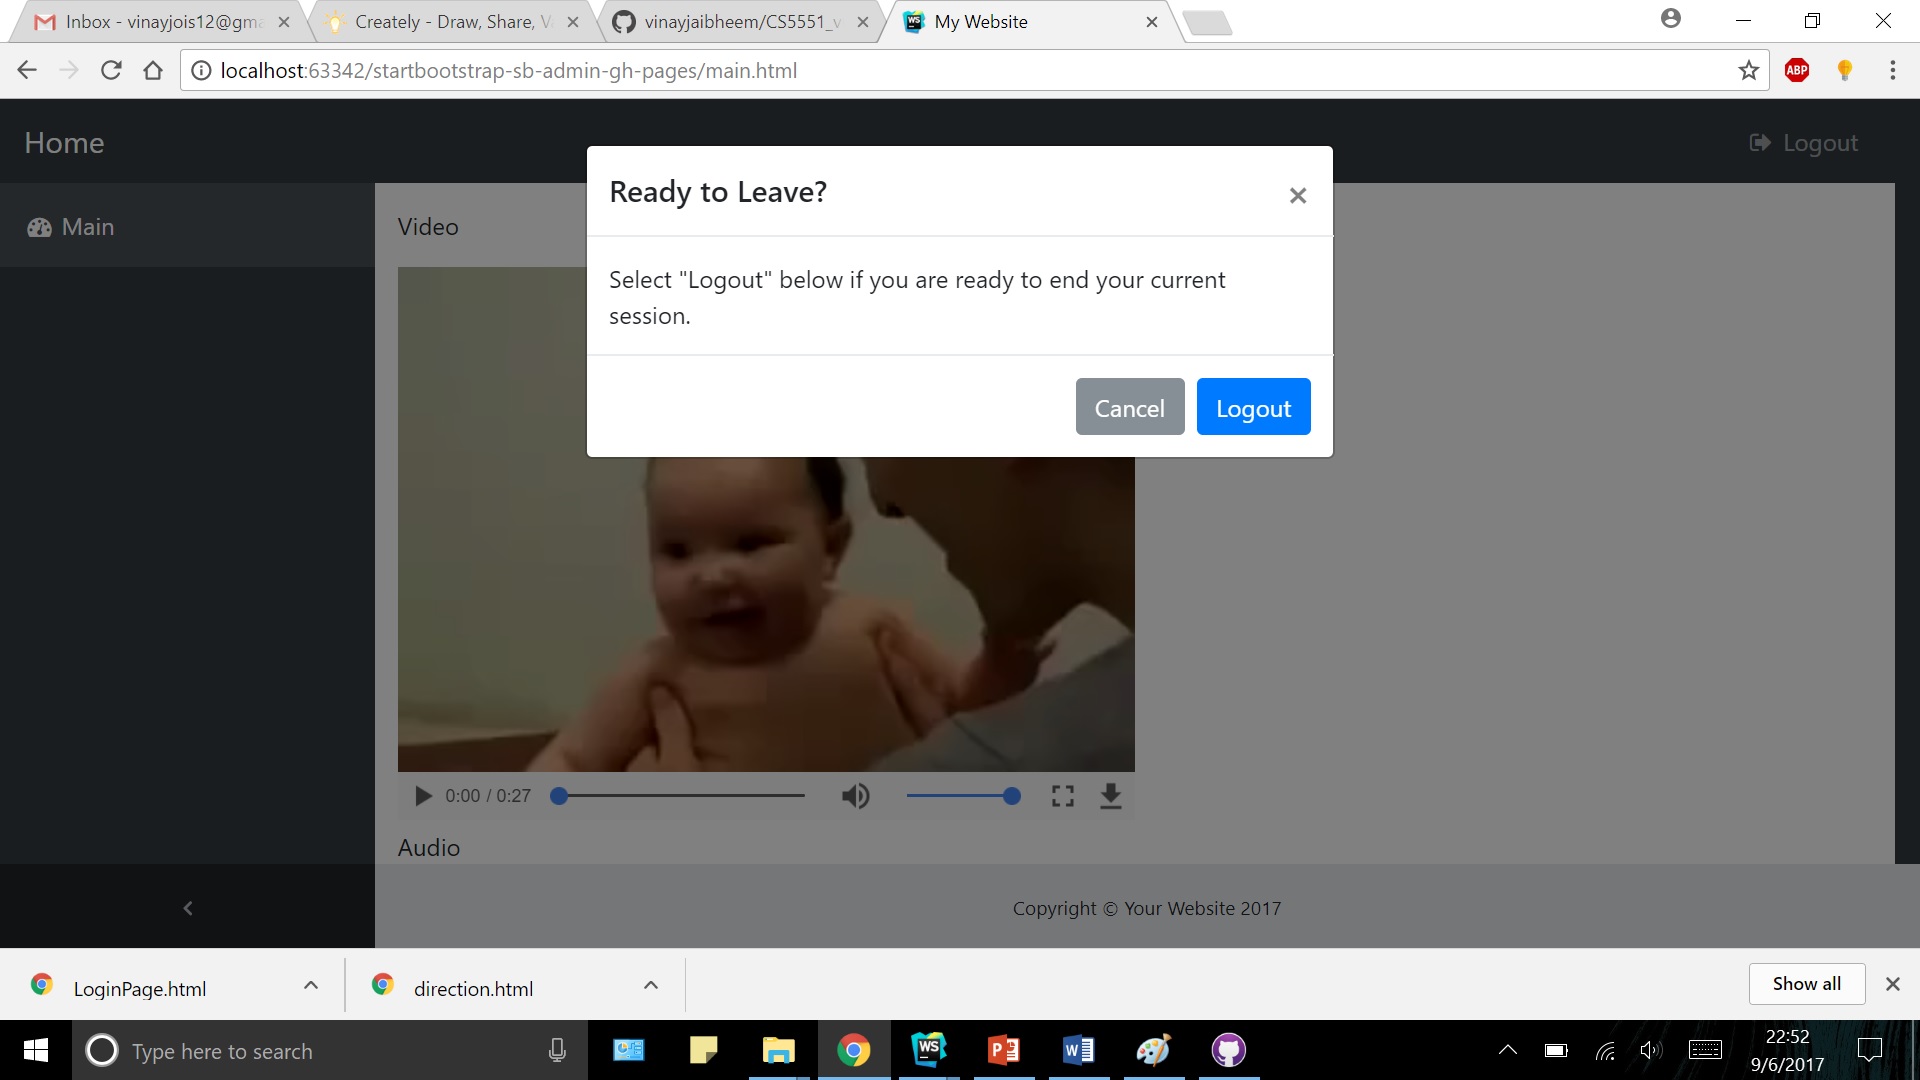 Inbox - vinayjois12@gma
Creately - Draw, Share, Va
vinayjaibheem/CS5551_v
My Website
localhost:63342/startbootstrap-sb-admin-gh-pages/main.html
ABP
Home
Logout
Main
Video
Ready to Leave?
×
Select "Logout" below if you are ready to end your current
session.
Cancel
Logout
0:00 / 0:27
Audio
Copyright © Your Website 2017
LoginPage.html
direction.html
Show all
Type here to search
WS
22:52
9/6/2017